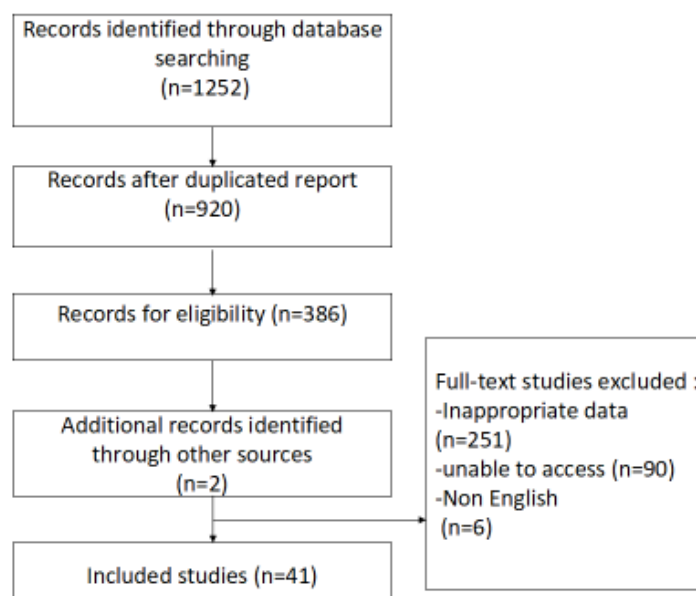 Records identified through database
searching
(n=1252)
Records after duplicated report
(n=920)
Records for eligibility (n=386)
Additional records identified
through other sources
(n=2)
Full-text studies excluded :
-Inappropriate data
(n=251)
-unable to access (n=90)
-Non English
(n=6)
Included studies (n=41)